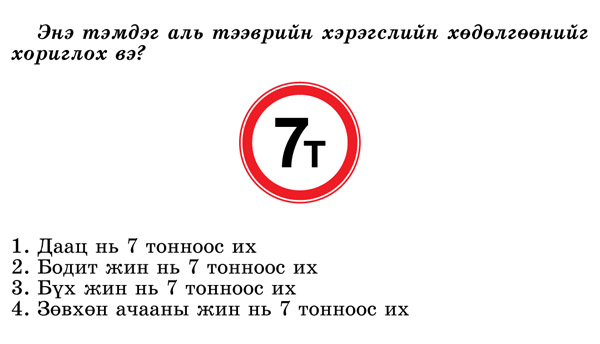 Энэ тэмдэг аль тээврийн хэрэгслийн хөдөлгөөнийг
хориглох вэ?
7т
1. Даац нь 7 тонноос их
2. Бодит жин нь 7 тонноос их
3. Бүх жин нь 7 тонноос их
4. Зөвхөн ачааны жин нь 7 тонноос их